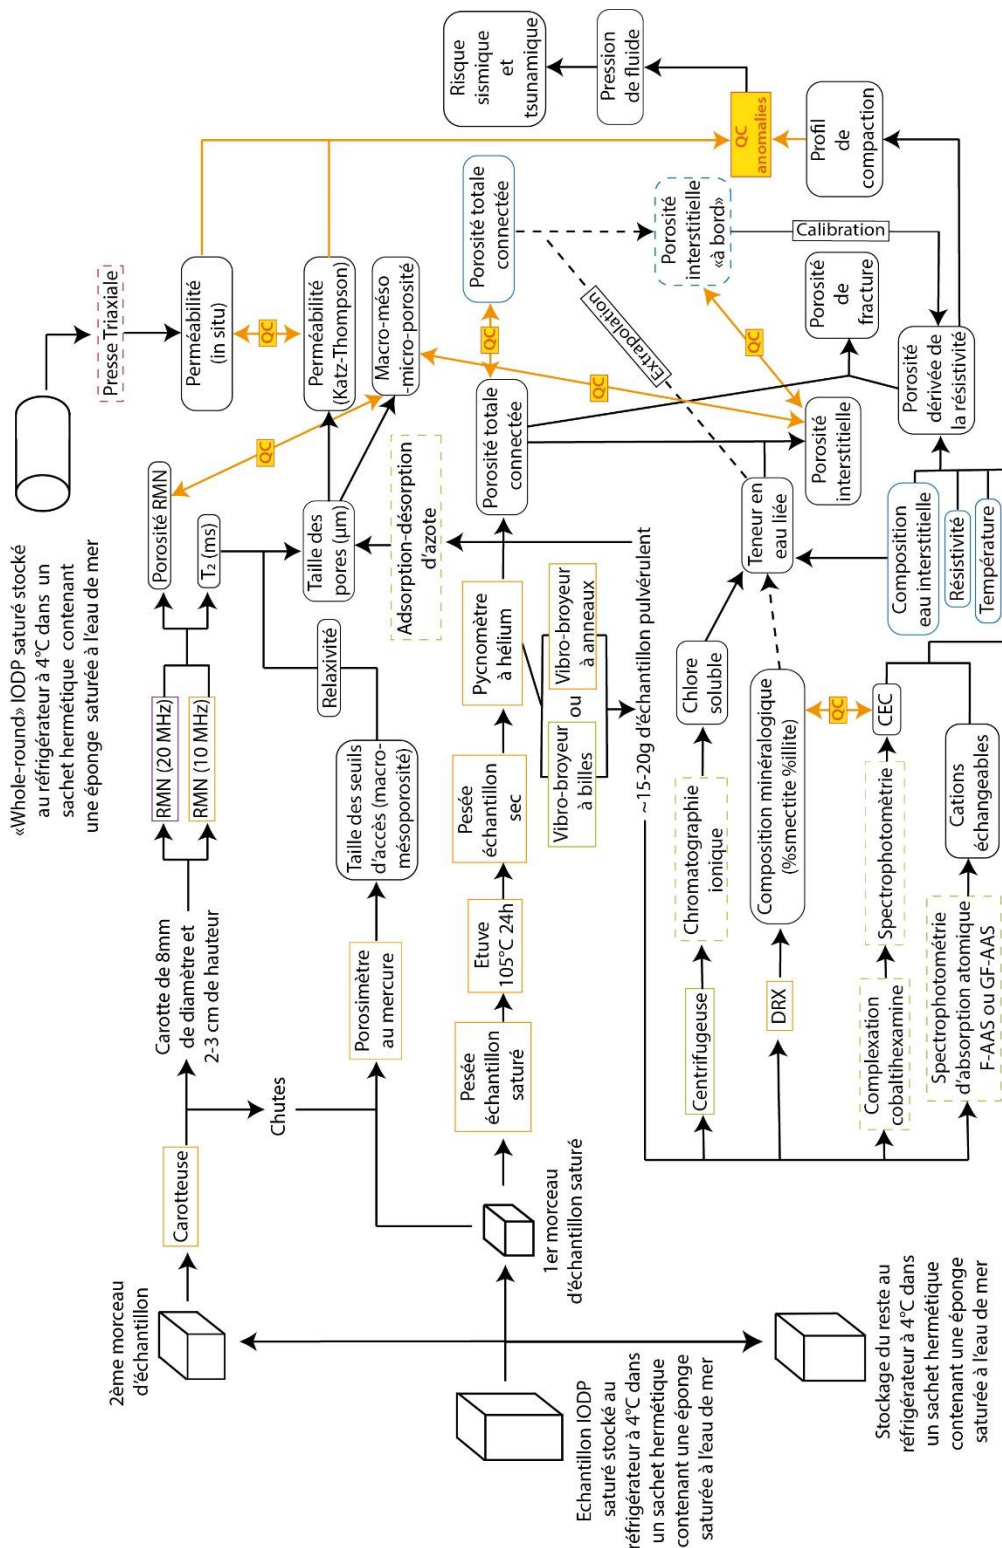 «Whole-round» IODP saturé stocké
au réfrigérateur à 4°C dans un
sachet hermétique contenant
une éponge saturée à l'eau de mer
Presse Triaxiale
2ème morceau
d'échantillon
Carotteuse
Carotte de 8mm
de diamètre et
2-3 cm de hauteur
Chutes
RMN (20 MHz)
RMN (10 MHz)
Porosité RMN
T2 (ms)
Perméabilité
(in situ)
QC
Perméabilité
(Katz-Thompson)
QC
Macro-méso
-micro-porosité
Porosimètre
au mercure
Taille des seuils
d'accès (macro-
mésoporosité)
Relaxivité
Taille des
pores (µm)
Adsorption-désorption
d'azote
Risque
sismique
et
tsunamique
Pression
de fluide
QC
anomalies
Profil
de
compaction
Echantillon IODP
saturé stocké au
réfrigérateur à 4°C dans
un sachet hermétique
contenant une éponge
saturée à l'eau de mer
1er morceau
d'échantillon saturé
Pesée
échantillon
saturé
Etuve
105°C 24h
Pesée
échantillon
sec
Pycnomètre
à hélium
Vibro-broyeur
à billes
ou
Vibro-broyeur
à anneaux
~15-20g d'échantillon pulvérulent
Porosité totale
connectée
QC
Porosité totale
connectée
Extrapolation
Porosité
interstitielle
«à bord»
QC
QC
Calibration
Porosité
interstitielle
Porosité
de
fracture
Porosité
dérivée de
la résistivité
Stockage du reste au
réfrigérateur à 4°C dans
un sachet hermétique
contenant une éponge
saturée à l'eau de mer
Centrifugeuse
Chromatographie
ionique
Chlore
soluble
Teneur en
eau liée
DRX
Composition minéralogique
(%smectite %illite)
QC
Complexation
cobaltihexamine
Spectrophotométrie
CEC
Spectrophotométrie
d'absorption atomique
F-AAS ou GF-AAS
Cations
échangeables
Composition
eau interstitielle
Résistivité
Température